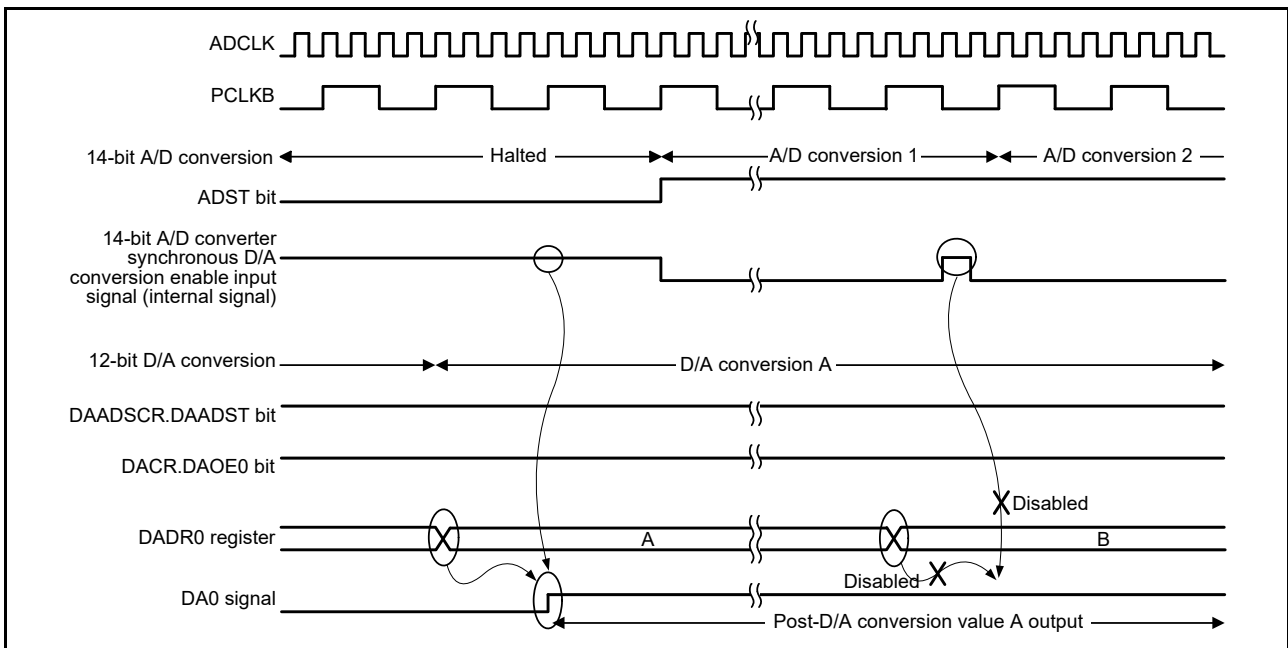 ADCLK
PCLKB
14-bit A/D conversion
Halted
A/D conversion 1
A/D conversion 2
ADST bit
14-bit A/D converter
synchronous D/A
conversion enable input
signal (internal signal)
12-bit D/A conversion
D/A conversion A
DAADSCR.DAADST bit
DACR.DAOE0 bit
Disabled
DADR0 register
A
B
Disabled
DA0 signal
Post-D/A conversion value A output